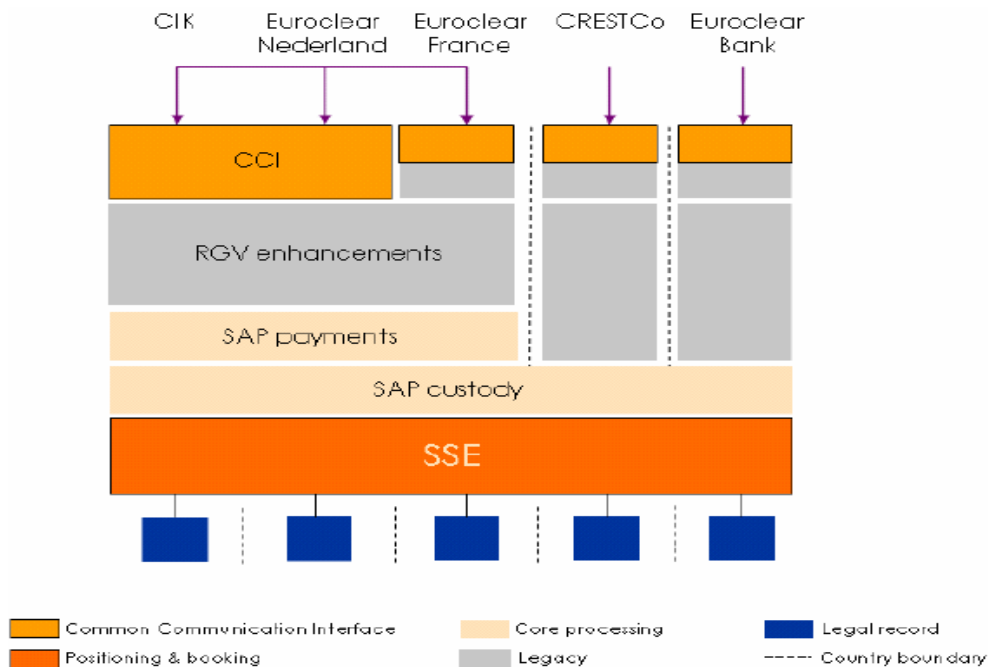 CIK
Euroclear
Nederland
Euroclear
France
CRESTCo
Euroclear
Bank
CCI
RGV enhancements
SAP payments
SAP custody
SSE
Common Communication Interface
Core processing
Legal record
Positioning & booking
Legacy
Country boundary